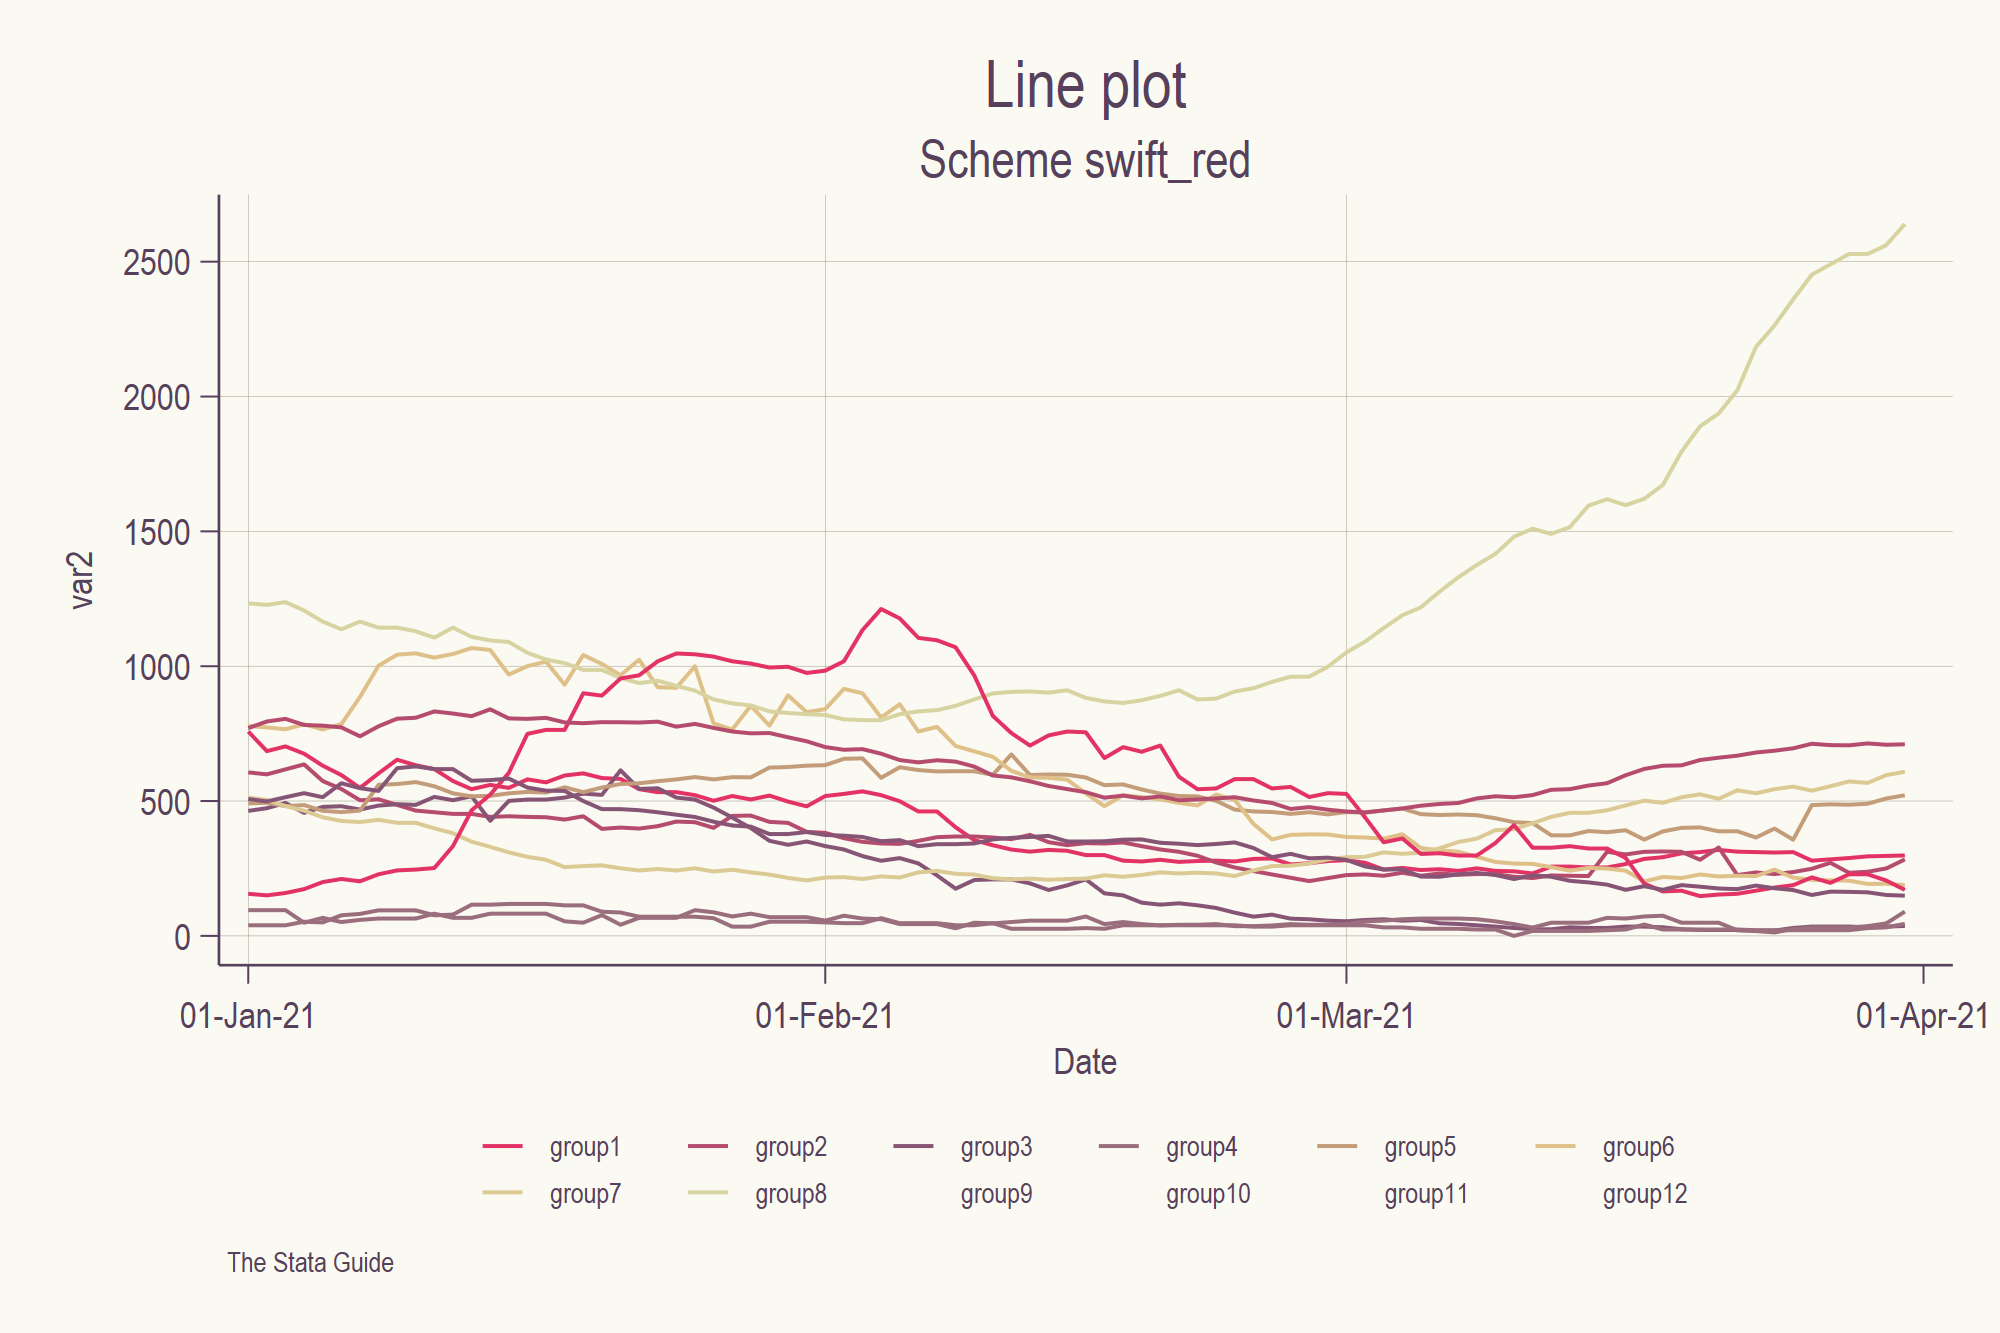 Line plot
Scheme swift_red
2500
2000
1500
1000
500
0
var2
01-Jan-21 01-Feb-21 01-Mar-21 01-Apr-21
Date
group1 group2 group3 group4 group5 group6
group7 group8 group9 group10 group11 group12
The Stata Guide